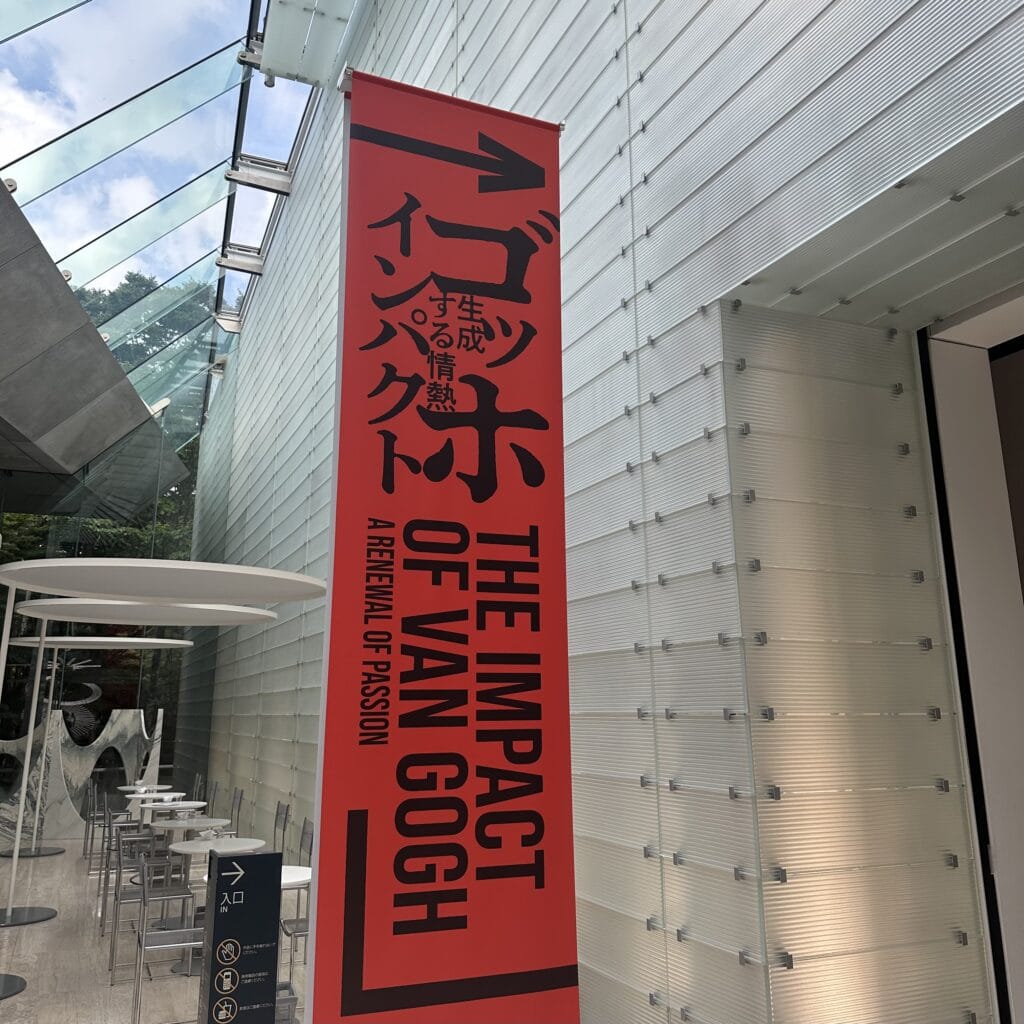 ゴッホ
インパクト
生成
する
情熱
THE IMPACT
OF VAN GOGH
A RENEWAL OF PASSION
入口
IN